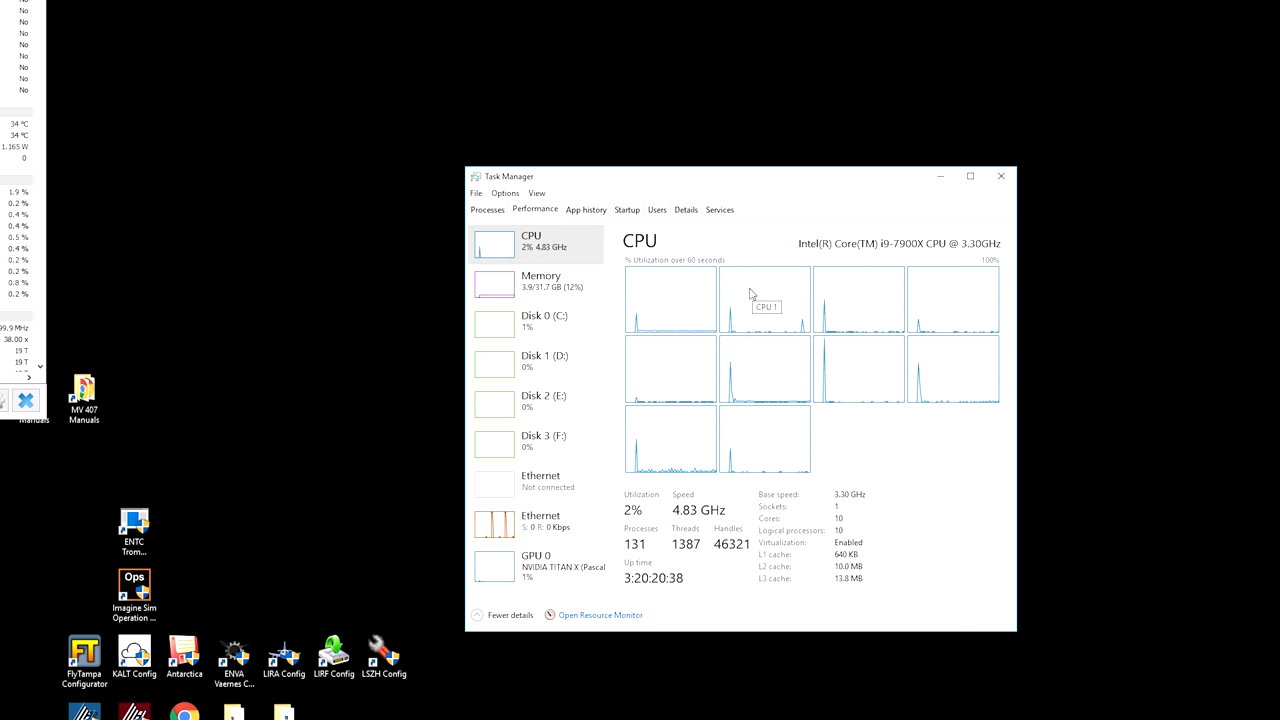 No
No
No
No
No
No
No
No
34 °C
34 °C
1.165 W
0
1.9 %
0.2 %
0.4 %
0.4 %
0.5 %
0.4 %
0.2 %
0.2 %
0.8 %
0.2 %
99.9 MHz
38.00 x
19 T
19 T
Manuals
MV 407
Manuals
Task Manager
File Options View
Processes Performance App history Startup Users Details Services
CPU
2% 4.83 GHz
Memory
3.9/31.7 GB (12%)
Disk 0 (C:)
1%
Disk 1 (D:)
0%
Disk 2 (E:)
0%
Disk 3 (F:)
0%
Ethernet
Not connected
Ethernet
S: 0 R: 0 Kbps
GPU 0
NVIDIA TITAN X (Pascal
1%
CPU Intel(R) Core(TM) i9-7900X CPU @ 3.30GHz
% Utilization over 60 seconds 100%
CPU 1
Utilization Speed
2% 4.83 GHz
Processes Threads Handles
131 1387 46321
Up time
3:20:20:38
Base speed: 3.30 GHz
Sockets: 1
Cores: 10
Logical processors: 10
Virtualization: Enabled
L1 cache: 640 KB
L2 cache: 10.0 MB
L3 cache: 13.8 MB
Fewer details Open Resource Monitor
ENTC
Trom...
Ops
Imagine Sim
Operation ...
FT
FlyTampa
Configurator
KALT Config
Antarctica
ENVA
Vaernes C...
LIRA Config
LIRF Config
LSZH Config